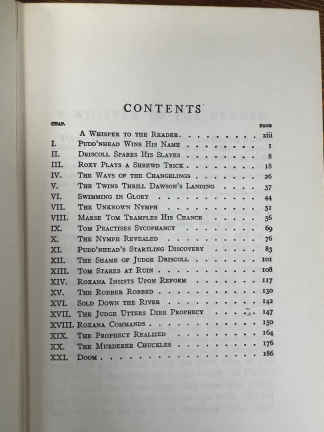 CONTENTS
CHAP. PAGE
A WHISPER TO THE READER. . . . . . . . . xiii
I. PUDD'NHEAD WINS HIS NAME . . . . . . . . 1
II. DRISCOLL SPARES HIS SLAVES . . . . . . . . 8
III. ROXY PLAYS A SHREWD TRICK . . . . . . . . 18
IV. THE WAYS OF THE CHANGELINGS . . . . . . . 26
V. THE TWINS THRILL DAWSON'S LANDING . . . . 37
VI. SWIMMING IN GLORY . . . . . . . . . . 44
VII. THE UNKNOWN NYMPH . . . . . . . . . 51
VIII. MARSE TOM TRAMPLES HIS CHANCE . . . . . . 56
IX. TOM PRACTISES SYCOPHANCY . . . . . . . . 69
X. THE NYMPH REVEALED . . . . . . . . . 76
XI. PUDD'NHEAD'S STARTLING DISCOVERY . . . . . 83
XII. THE SHAME OF JUDGE DRISCOLL . . . . . . . 101
XIII. TOM STARES AT RUIN . . . . . . . . . 108
XIV. ROXANA INSISTS UPON REFORM . . . . . . . 117
XV. THE ROBBER ROBBED . . . . . . . . . . 130
XVI. SOLD DOWN THE RIVER . . . . . . . . . 142
XVII. THE JUDGE UTTERS DIRE PROPHECY . . . . . 147
XVIII. ROXANA COMMANDS . . . . . . . . . . 150
XIX. THE PROPHECY REALIZED . . . . . . . . 164
XX. THE MURDERER CHUCKLES . . . . . . . . 176
XXI. DOOM . . . . . . . . . . . . . 186